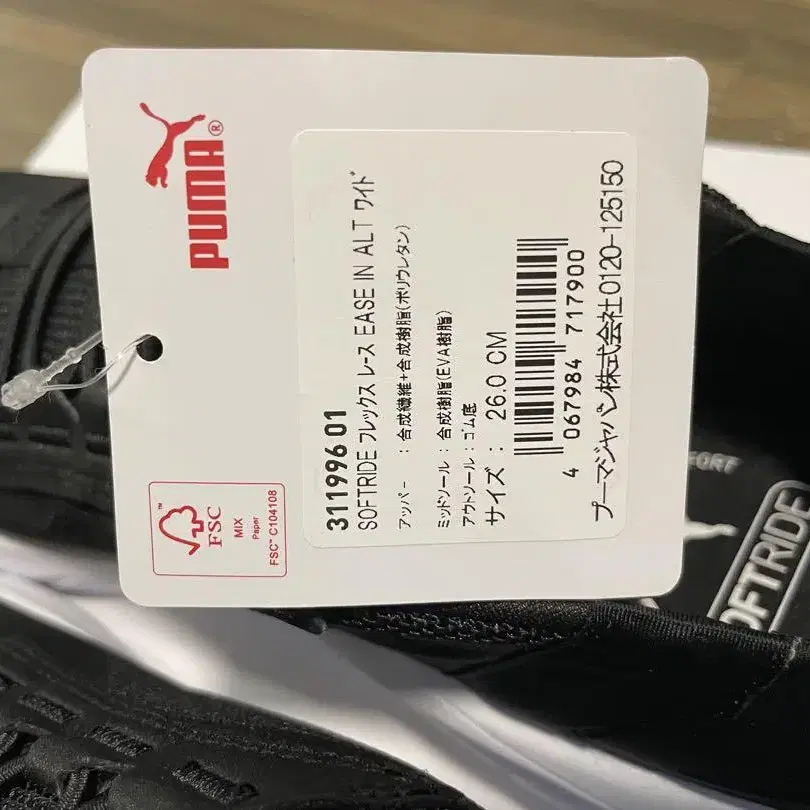 PUMA®
311996 01
SOFTRIDE フレックス レース EASE IN ALT ワイド
アッパー : 合成繊維+合成樹脂(ポリウレタン)
ミッドソール : 合成樹脂(EVA樹脂)
アウトソール : ゴム底
サイズ : 26.0 CM
4 067984 717900
プーマジャパン株式会社0120-125150
™
FSC
MIX
Paper
FSC™ C104108
SOFTRIDE